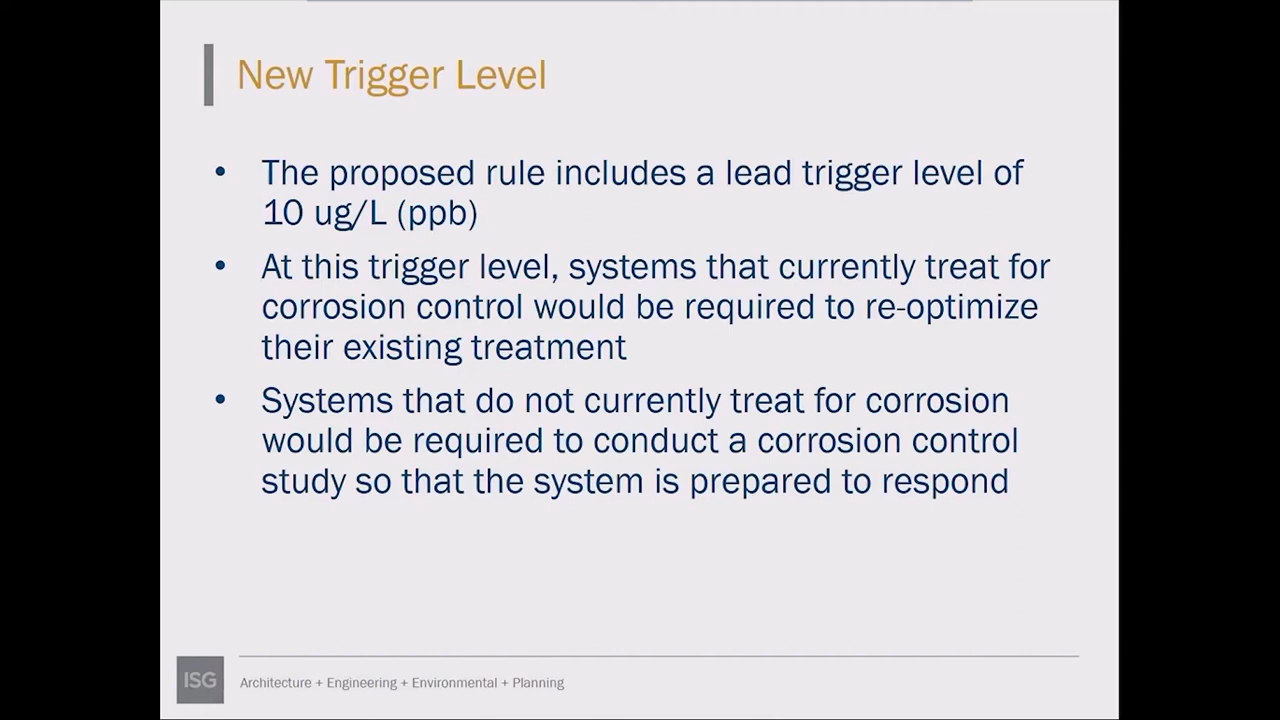 New Trigger Level
• The proposed rule includes a lead trigger level of
10 ug/L (ppb)
• At this trigger level, systems that currently treat for
corrosion control would be required to re-optimize
their existing treatment
• Systems that do not currently treat for corrosion
would be required to conduct a corrosion control
study so that the system is prepared to respond
ISG
Architecture + Engineering + Environmental + Planning